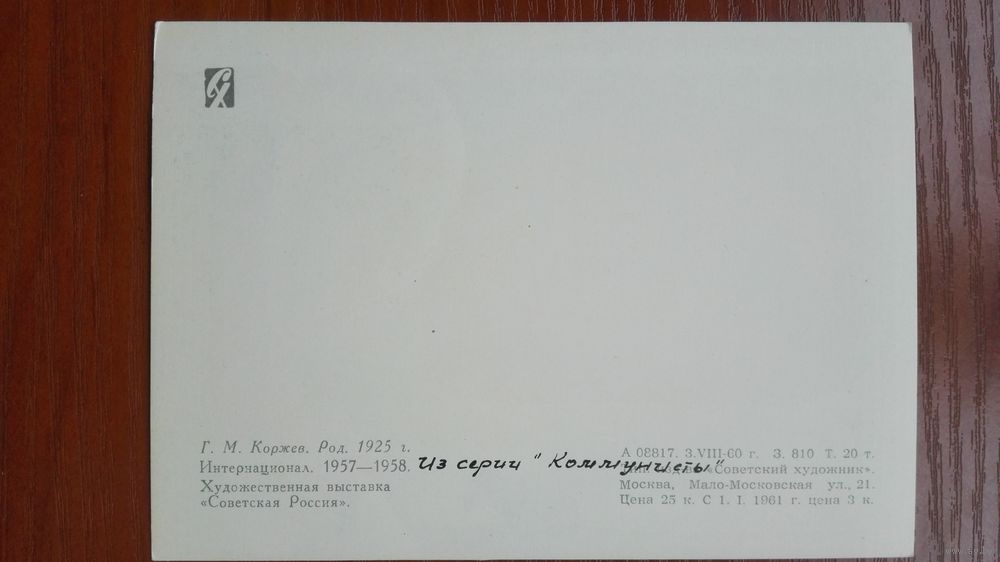 СХ
Г. М. Коржев. Род. 1925 г.
Интернационал. 1957—1958. Из серии "Коммунисты"
Художественная выставка
«Советская Россия».
А 08817. 3.VIII-60 г. З. 810 Т. 20 т.
«Советский художник».
Москва, Мало-Московская ул., 21.
Цена 25 к. С 1. I. 1961 г. цена 3 к.